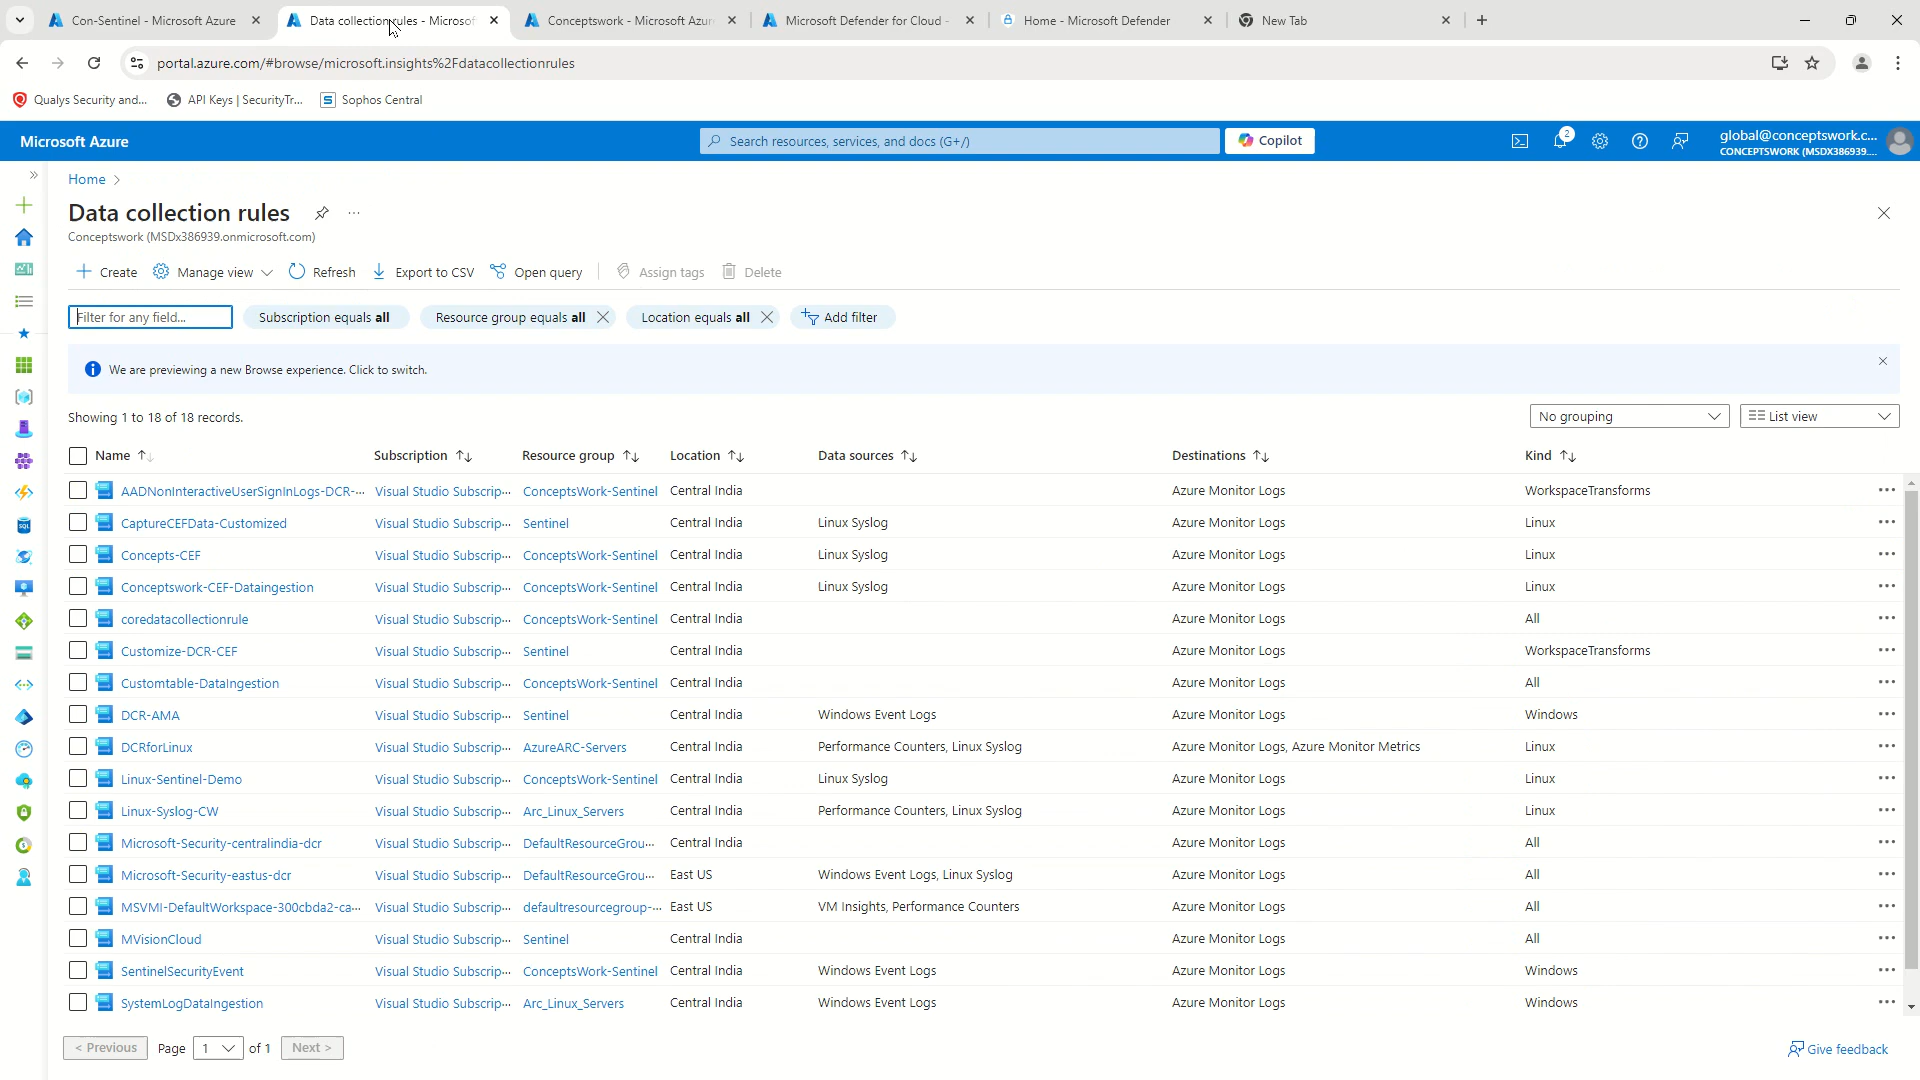 Con-Sentinel - Microsoft Azure
Data collection rules - Microsof
Conceptswork - Microsoft Azur
Microsoft Defender for Cloud -
Home - Microsoft Defender
New Tab
portal.azure.com/#browse/microsoft.insights%2Fdatacollectionrules
Qualys Security and...
API Keys | SecurityTr...
Sophos Central
Microsoft Azure
Search resources, services, and docs (G+/)
Copilot
2
global@conceptswork.c...
CONCEPTSWORK (MSDX386939....
Home
Data collection rules
Conceptswork (MSDx386939.onmicrosoft.com)
Create
Manage view
Refresh
Export to CSV
Open query
Assign tags
Delete
Filter for any field...
Subscription equals all
Resource group equals all
Location equals all
Add filter
We are previewing a new Browse experience. Click to switch.
Showing 1 to 18 of 18 records.
No grouping
List view
Name Subscription Resource group Location Data sources Destinations Kind
AADNonInteractiveUserSignInLogs-DCR-... Visual Studio Subscrip... ConceptsWork-Sentinel Central India Azure Monitor Logs WorkspaceTransforms
CaptureCEFData-Customized Visual Studio Subscrip... Sentinel Central India Linux Syslog Azure Monitor Logs Linux
Concepts-CEF Visual Studio Subscrip... ConceptsWork-Sentinel Central India Linux Syslog Azure Monitor Logs Linux
Conceptswork-CEF-Dataingestion Visual Studio Subscrip... ConceptsWork-Sentinel Central India Linux Syslog Azure Monitor Logs Linux
coredatacollectionrule Visual Studio Subscrip... ConceptsWork-Sentinel Central India Azure Monitor Logs All
Customize-DCR-CEF Visual Studio Subscrip... Sentinel Central India Azure Monitor Logs WorkspaceTransforms
Customtable-DataIngestion Visual Studio Subscrip... ConceptsWork-Sentinel Central India Azure Monitor Logs All
DCR-AMA Visual Studio Subscrip... Sentinel Central India Windows Event Logs Azure Monitor Logs Windows
DCRforLinux Visual Studio Subscrip... AzureARC-Servers Central India Performance Counters, Linux Syslog Azure Monitor Logs, Azure Monitor Metrics Linux
Linux-Sentinel-Demo Visual Studio Subscrip... ConceptsWork-Sentinel Central India Linux Syslog Azure Monitor Logs Linux
Linux-Syslog-CW Visual Studio Subscrip... Arc_Linux_Servers Central India Performance Counters, Linux Syslog Azure Monitor Logs Linux
Microsoft-Security-centralindia-dcr Visual Studio Subscrip... DefaultResourceGrou... Central India Azure Monitor Logs All
Microsoft-Security-eastus-dcr Visual Studio Subscrip... DefaultResourceGrou... East US Windows Event Logs, Linux Syslog Azure Monitor Logs All
MSVMI-DefaultWorkspace-300cbda2-ca... Visual Studio Subscrip... defaultresourcegroup-... East US VM Insights, Performance Counters Azure Monitor Logs All
MVisionCloud Visual Studio Subscrip... Sentinel Central India Azure Monitor Logs All
SentinelSecurityEvent Visual Studio Subscrip... ConceptsWork-Sentinel Central India Windows Event Logs Azure Monitor Logs Windows
SystemLogDataIngestion Visual Studio Subscrip... Arc_Linux_Servers Central India Windows Event Logs Azure Monitor Logs Windows
< Previous Page 1 of 1 Next >
Give feedback